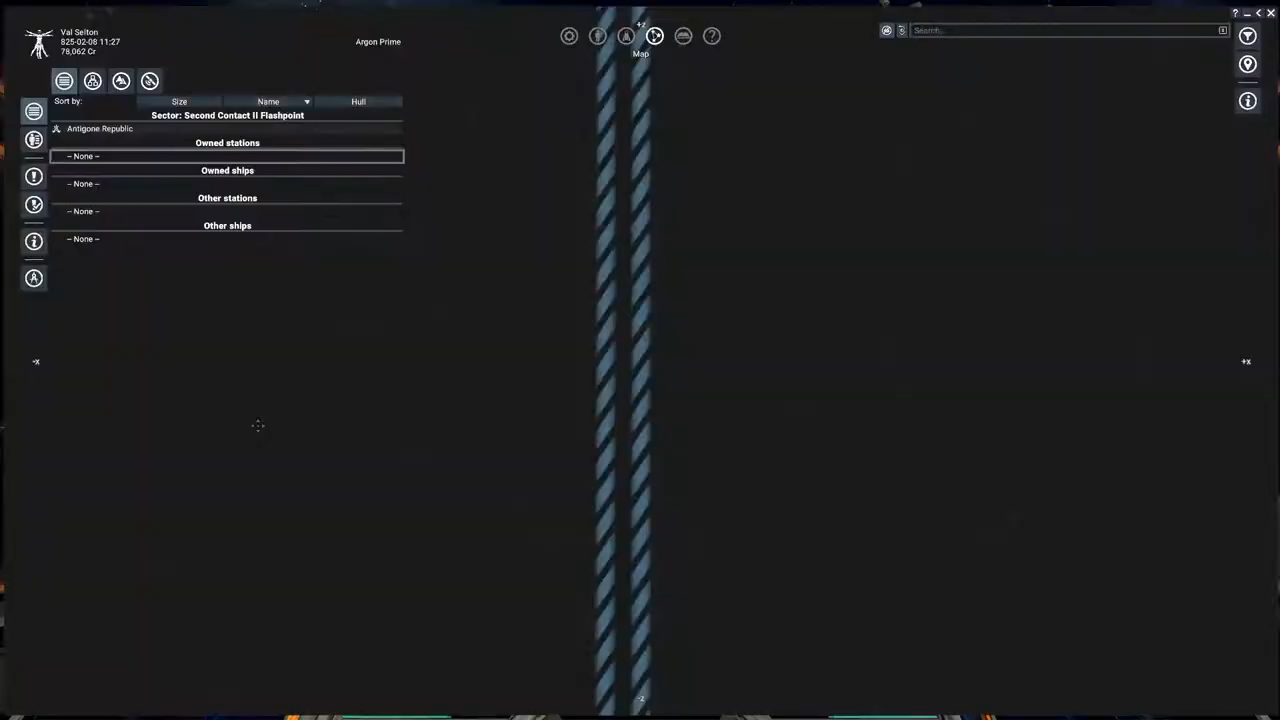 Val Selton
825-02-08 11:27
78,062 Cr
Argon Prime
+z
Map
Search...
Sort by:
Size
Name
Hull
Sector: Second Contact II Flashpoint
Antigone Republic
Owned stations
-- None --
Owned ships
-- None --
Other stations
-- None --
Other ships
-- None --
-x
+x
-z